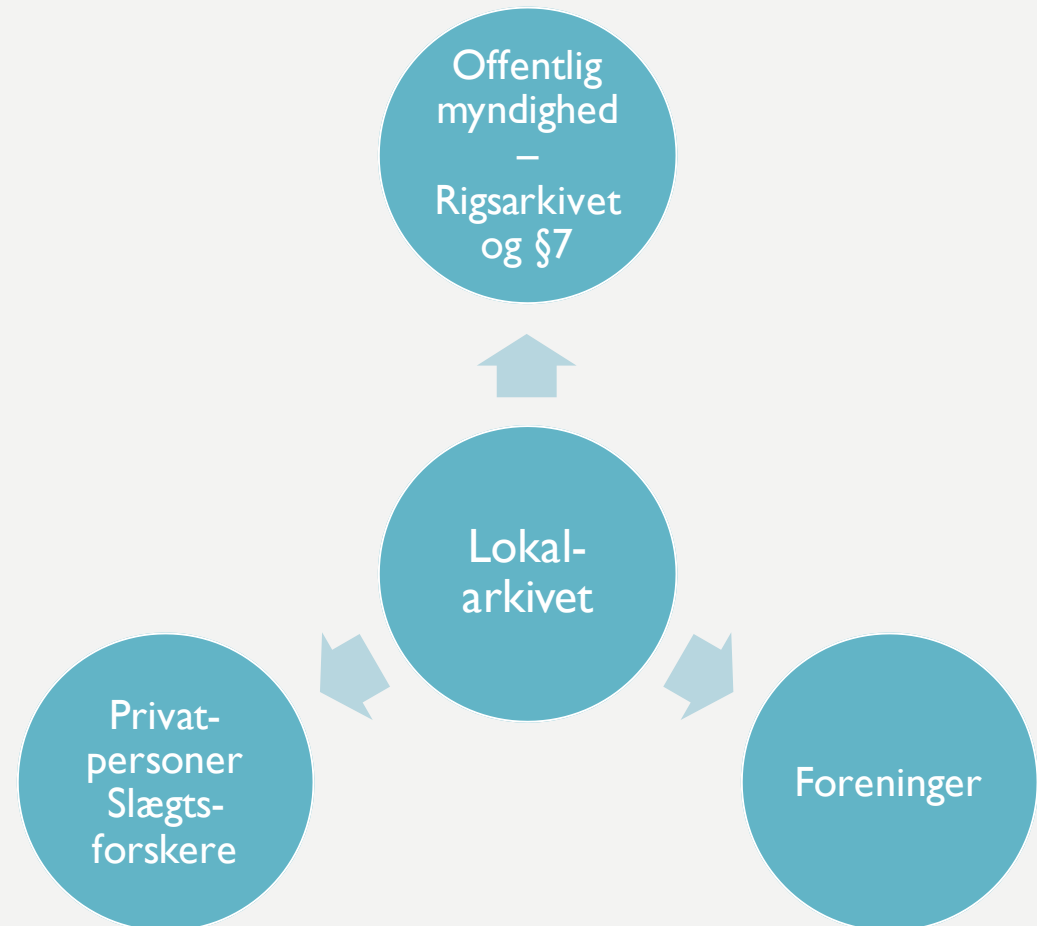 Offentlig
myndighed
–
Rigsarkivet
og §7
Lokal-
arkivet
Privat-
personer
Slægts-
forskere
Foreninger